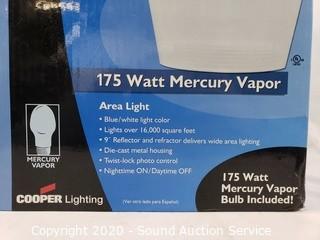 175 Watt Mercury Vapor
Area Light
• Blue/white light color
• Lights over 16,000 square feet
• 9" Reflector and refractor delivers wide area lighting
• Die-cast metal housing
• Twist-lock photo control
• Nighttime ON/Daytime OFF
MERCURY
VAPOR
175 Watt
Mercury Vapor
Bulb Included!
COOPER Lighting
(Ver otro lado para Español)
Copyright 2020 - Sound Auction Service